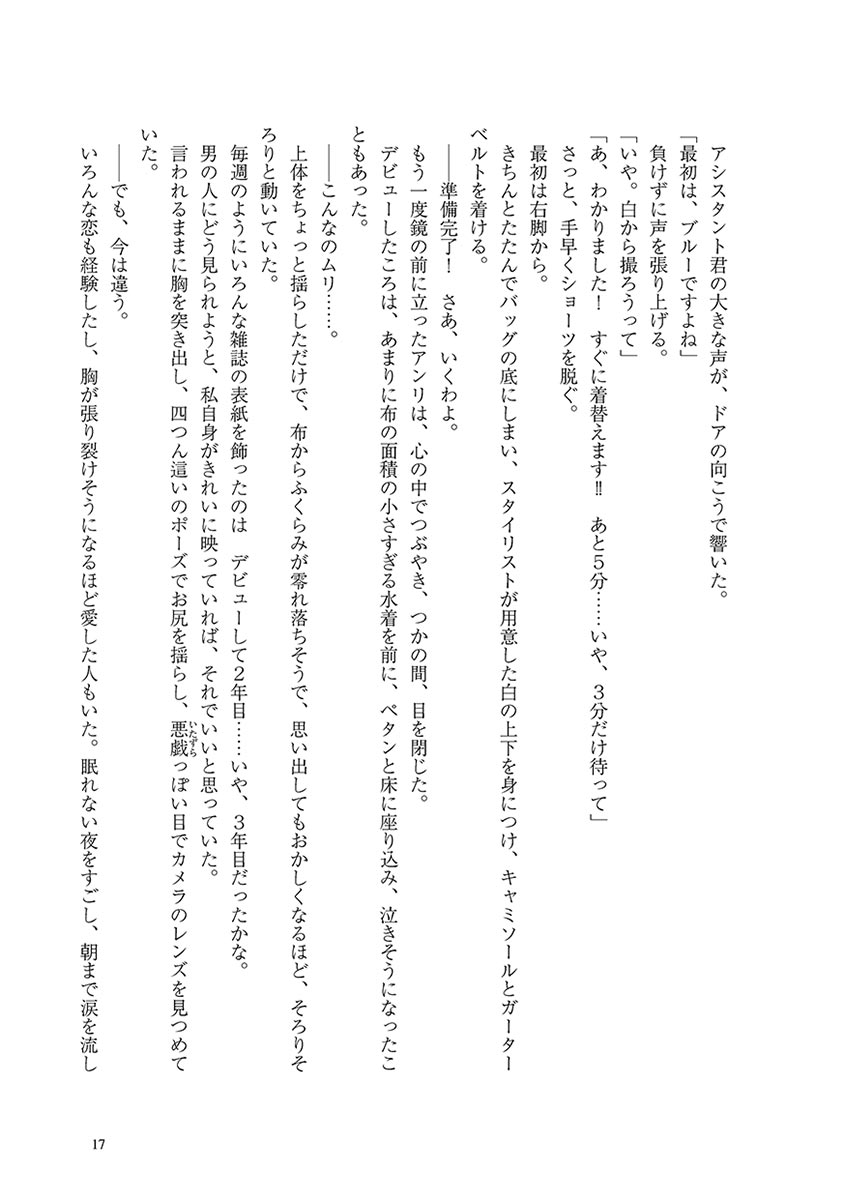 アシスタント君の大きな声が、ドアの向こうで響いた。
「最初は、ブルーですよね」
負けずに声を張り上げる。
「いや。白から撮ろうって」
「あ、わかりました！　すぐに着替えます‼　あと５分……いや、３分だけ待って」
さっと、手早くショーツを脱ぐ。
最初は右脚から。
きちんとたたんでバッグの底にしまい、スタイリストが用意した白の上下を身につけ、キャミソールとガーター
ベルトを着ける。
――準備完了！　さあ、いくわよ。
もう一度鏡の前に立ったアンリは、心の中でつぶやき、つかの間、目を閉じた。
デビューしたころは、あまりに布の面積の小さすぎる水着を前に、ペタンと床に座り込み、泣きそうになったこ
ともあった。
――こんなのムリ……。
上体をちょっと揺らしただけで、布からふくらみが零れ落ちそうで、思い出してもおかしくなるほど、そろりそ
ろりと動いていた。
毎週のようにいろんな雑誌の表紙を飾ったのは　デビューして２年目……いや、３年目だったかな。
男の人にどう見られようと、私自身がきれいに映っていれば、それでいいと思っていた。
言われるままに胸を突き出し、四つん這いのポーズでお尻を揺らし、悪戯いたずらっぽい目でカメラのレンズを見つめて
いた。
――でも、今は違う。
いろんな恋も経験したし、胸が張り裂けそうになるほど愛した人もいた。眠れない夜をすごし、朝まで涙を流し
17